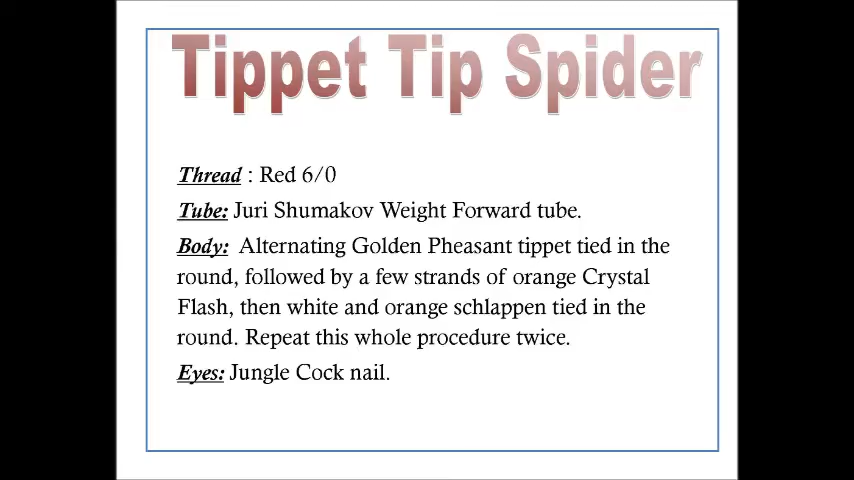 Tippet Tip Spider
Thread : Red 6/0
Tube: Juri Shumakov Weight Forward tube.
Body: Alternating Golden Pheasant tippet tied in the
round, followed by a few strands of orange Crystal
Flash, then white and orange schlappen tied in the
round. Repeat this whole procedure twice.
Eyes: Jungle Cock nail.